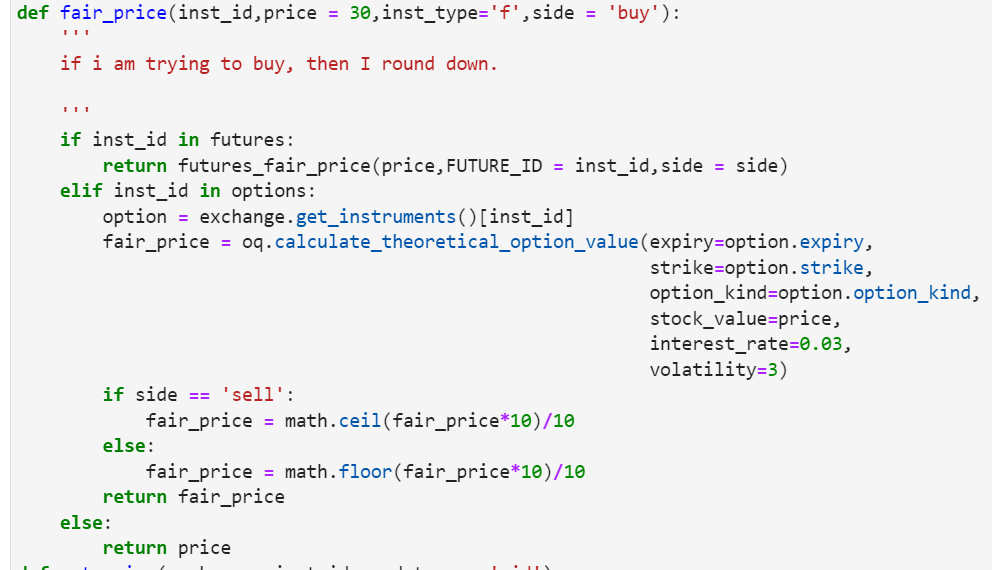 def fair_price(inst_id,price = 30,inst_type='f',side = 'buy'):
    '''
    if i am trying to buy, then I round down.

    '''
    if inst_id in futures:
        return futures_fair_price(price,FUTURE_ID = inst_id,side = side)
    elif inst_id in options:
        option = exchange.get_instruments()[inst_id]
        fair_price = oq.calculate_theoretical_option_value(expiry=option.expiry,
                                                           strike=option.strike,
                                                           option_kind=option.option_kind,
                                                           stock_value=price,
                                                           interest_rate=0.03,
                                                           volatility=3)
        if side == 'sell':
            fair_price = math.ceil(fair_price*10)/10
        else:
            fair_price = math.floor(fair_price*10)/10
        return fair_price
    else:
        return price